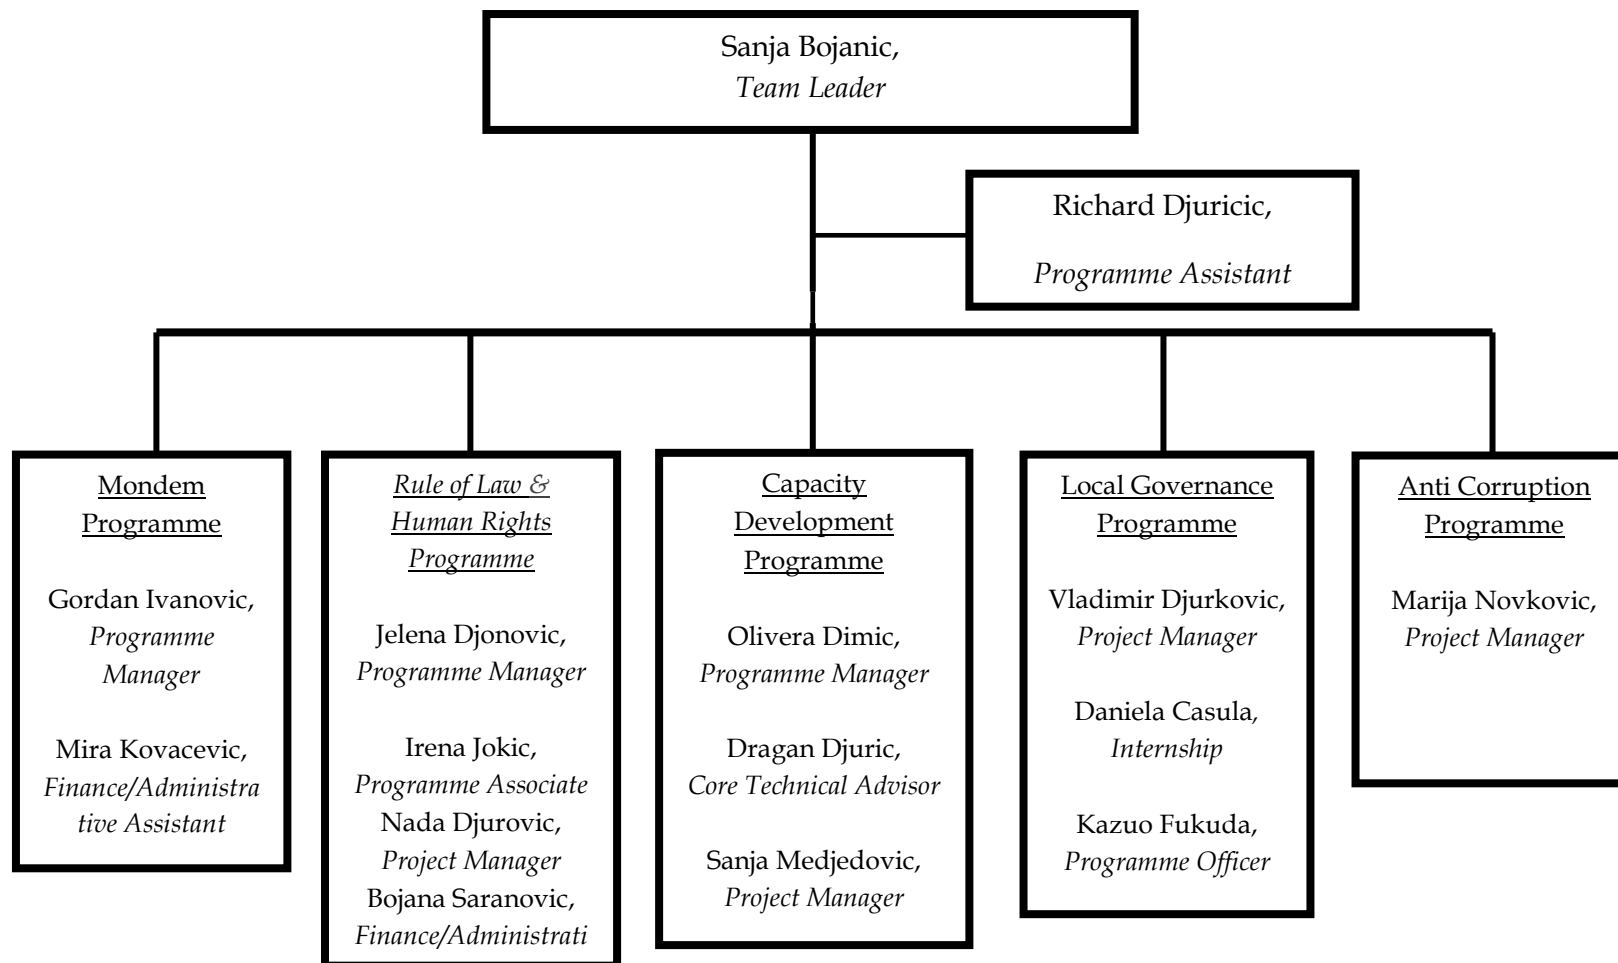 Sanja Bojanic,
Team Leader
Richard Djuricic,
Programme Assistant
Mondem
Programme
Gordan Ivanovic,
Programme
Manager
Mira Kovacevic,
Finance/Administra
tive Assistant
Rule of Law &
Human Rights
Programme
Jelena Djonovic,
Programme Manager
Irena Jokic,
Programme Associate
Nada Djurovic,
Project Manager
Bojana Saranovic,
Finance/Administrati
Capacity
Development
Programme
Olivera Dimic,
Programme Manager
Dragan Djuric,
Core Technical Advisor
Sanja Medjedovic,
Project Manager
Local Governance
Programme
Vladimir Djurkovic,
Project Manager
Daniela Casula,
Internship
Kazuo Fukuda,
Programme Officer
Anti Corruption
Programme
Marija Novkovic,
Project Manager